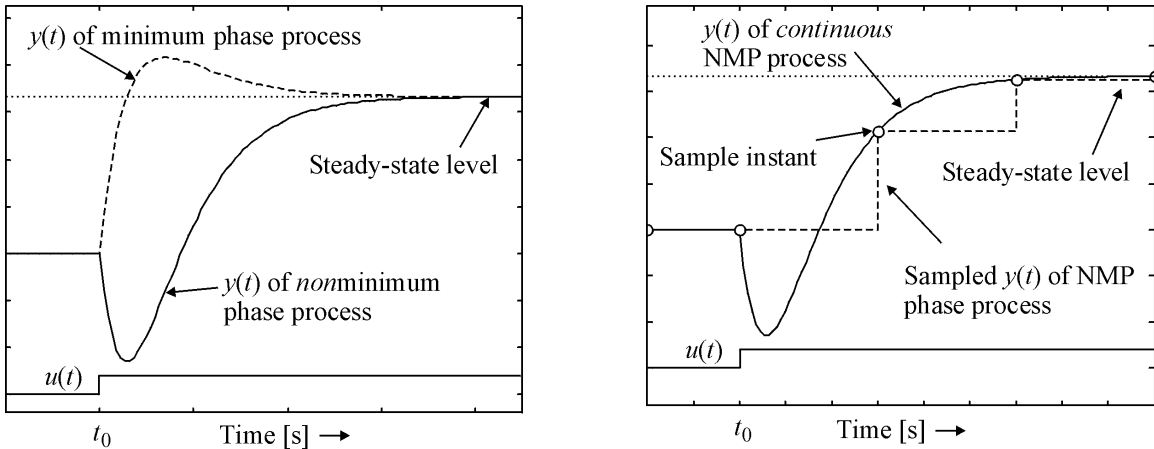 y(t) of minimum phase process
Steady-state level
y(t) of nonminimum
phase process
u(t)
t0
Time [s] →
y(t) of continuous
NMP process
Sample instant
Steady-state level
Sampled y(t) of NMP
phase process
u(t)
t0
Time [s] →